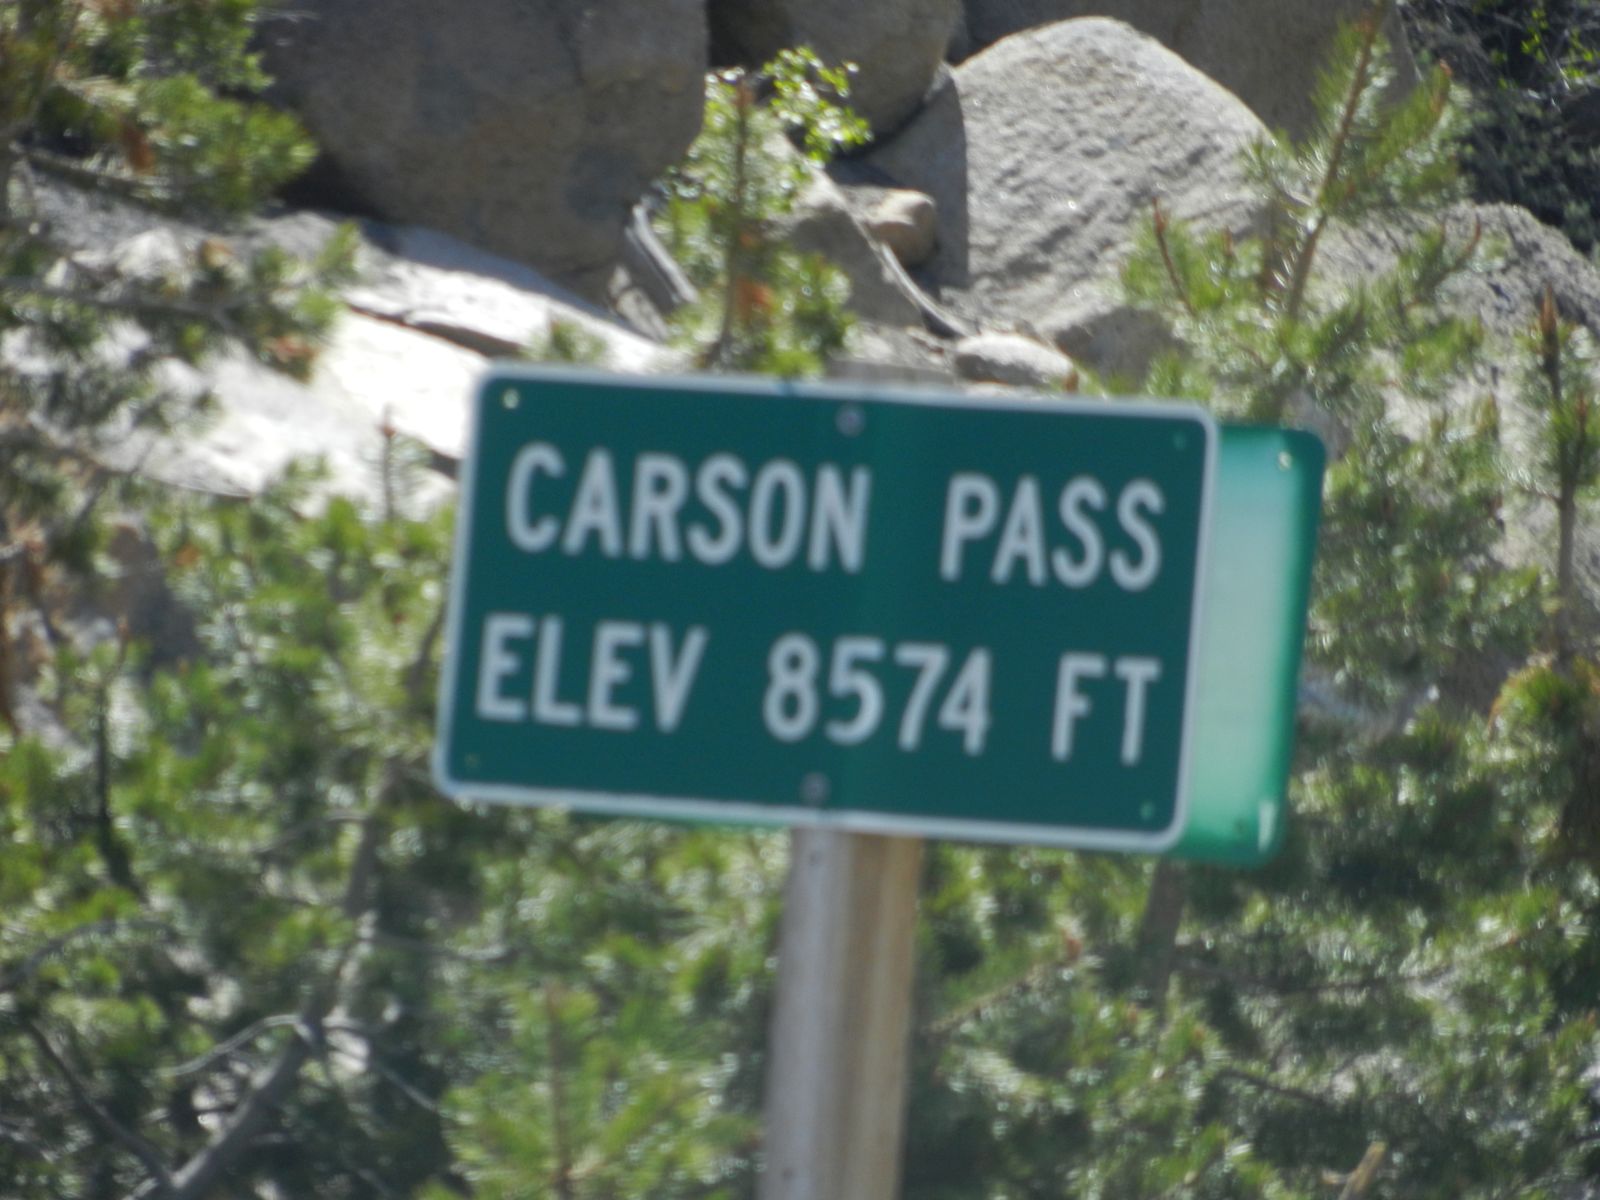 CARSON PASS
ELEV 8574 FT